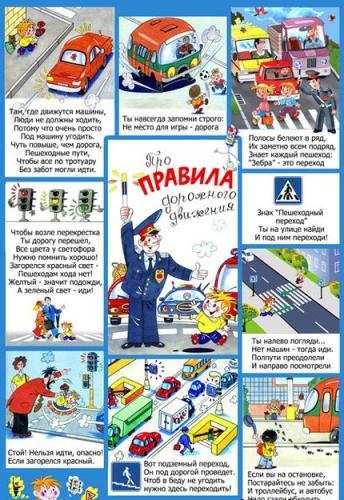 Там, где движутся машины,
Люди не должны ходить,
Потому что очень просто
Под машину угодить.
Чуть повыше, чем дорога,
Пешеходные пути,
Чтобы все по тротуару
Без забот могли идти.
Ты навсегда запомни строго:
Не место для игры - дорога
Полосы белеют в ряд,
Их заметно всем подряд,
Знает каждый пешеход:
"Зебра" - это переход
Про
ПРАВИЛА
дорожного
движения
Чтобы возле перекрестка
Ты дорогу перешел,
Все цвета у светофора
Нужно помнить хорошо!
Загорелся красный свет -
Пешеходам хода нет!
Желтый - значит подожди,
А зеленый свет - иди!
Знак "Пешеходный
переход"
Ты на улице найди
И под ним переходи!
Ты налево погляди...
Нет машин - тогда иди.
Полпути преодолели
И направо посмотрели
Стой! Нельзя идти, опасно!
Если загорелся красный.
Вот подземный переход,
Он под дорогой проведет.
Чтоб в беду не угодить
нужно здесь переходить!
Если вы на остановке,
Постарайтесь не забыть:
И троллейбус, и автобус
Надо сзади обходить